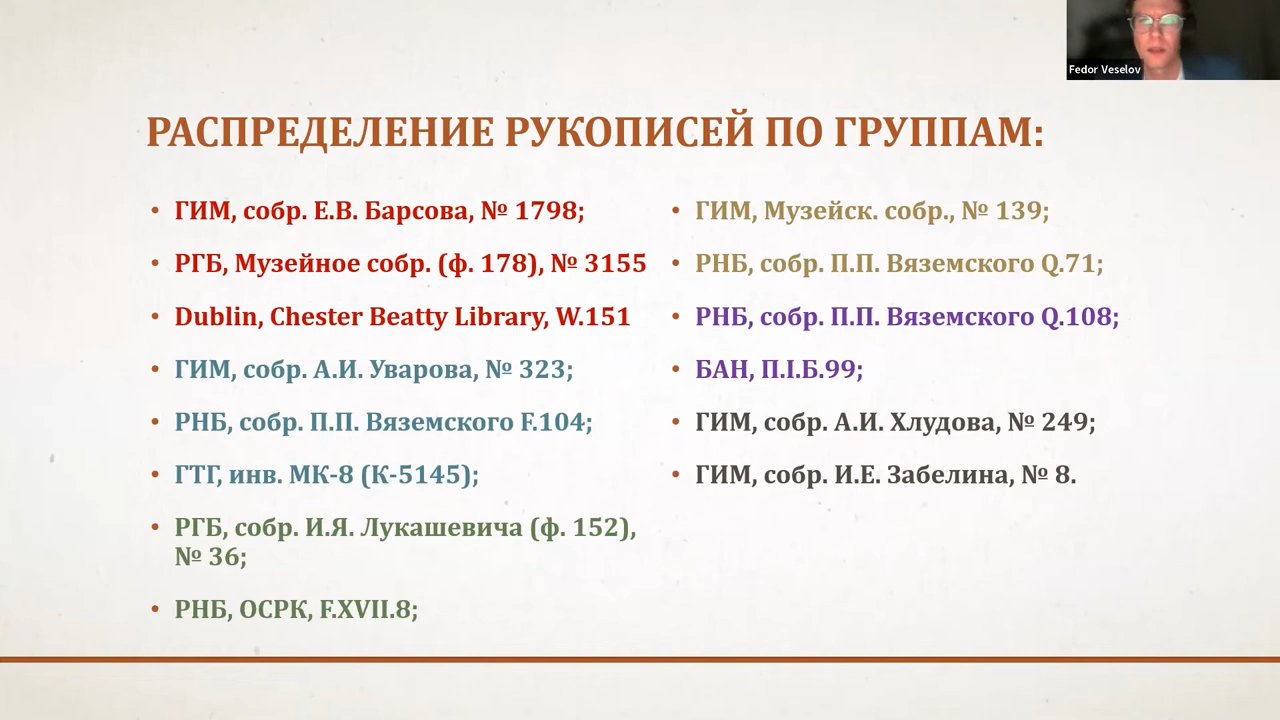 Fedor Veselov
РАСПРЕДЕЛЕНИЕ РУКОПИСЕЙ ПО ГРУППАМ:
• ГИМ, собр. Е.В. Барсова, № 1798;
• РГБ, Музейное собр. (ф. 178), № 3155
• Dublin, Chester Beatty Library, W.151
• ГИМ, собр. А.И. Уварова, № 323;
• РНБ, собр. П.П. Вяземского F.104;
• ГТГ, инв. МК-8 (К-5145);
• РГБ, собр. И.Я. Лукашевича (ф. 152),
№ 36;
• РНБ, ОСРК, F.XVII.8;
• ГИМ, Музейск. собр., № 139;
• РНБ, собр. П.П. Вяземского Q.71;
• РНБ, собр. П.П. Вяземского Q.108;
• БАН, П.I.Б.99;
• ГИМ, собр. А.И. Хлудова, № 249;
• ГИМ, собр. И.Е. Забелина, № 8.